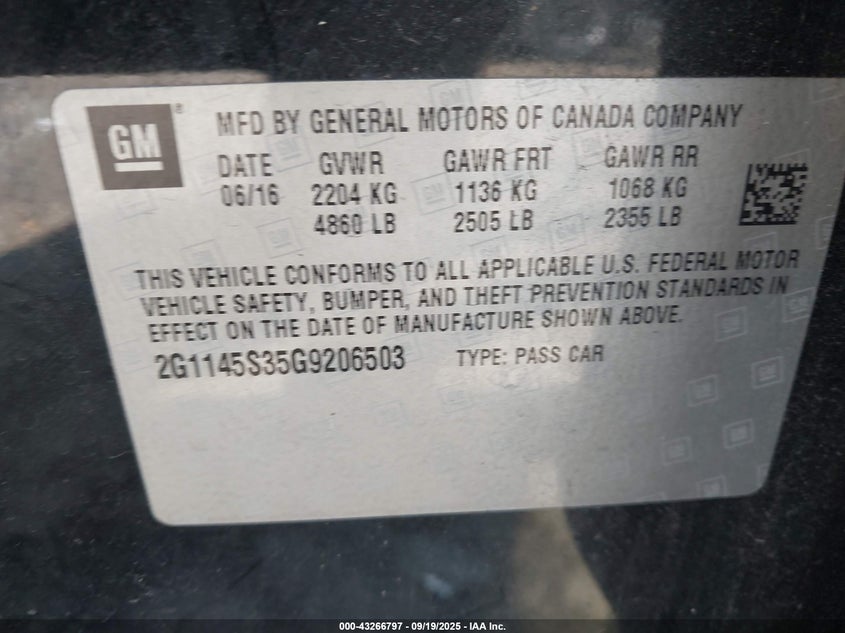 GM
®
MFD BY GENERAL MOTORS OF CANADA COMPANY
DATE GVWR GAWR FRT GAWR RR
06/16 2204 KG 1136 KG 1068 KG
4860 LB 2505 LB 2355 LB
THIS VEHICLE CONFORMS TO ALL APPLICABLE U.S. FEDERAL MOTOR
VEHICLE SAFETY, BUMPER, AND THEFT PREVENTION STANDARDS IN
EFFECT ON THE DATE OF MANUFACTURE SHOWN ABOVE.
2G1145S35G9206503 TYPE: PASS CAR
000-43266797 - 09/19/2025 - IAA Inc.